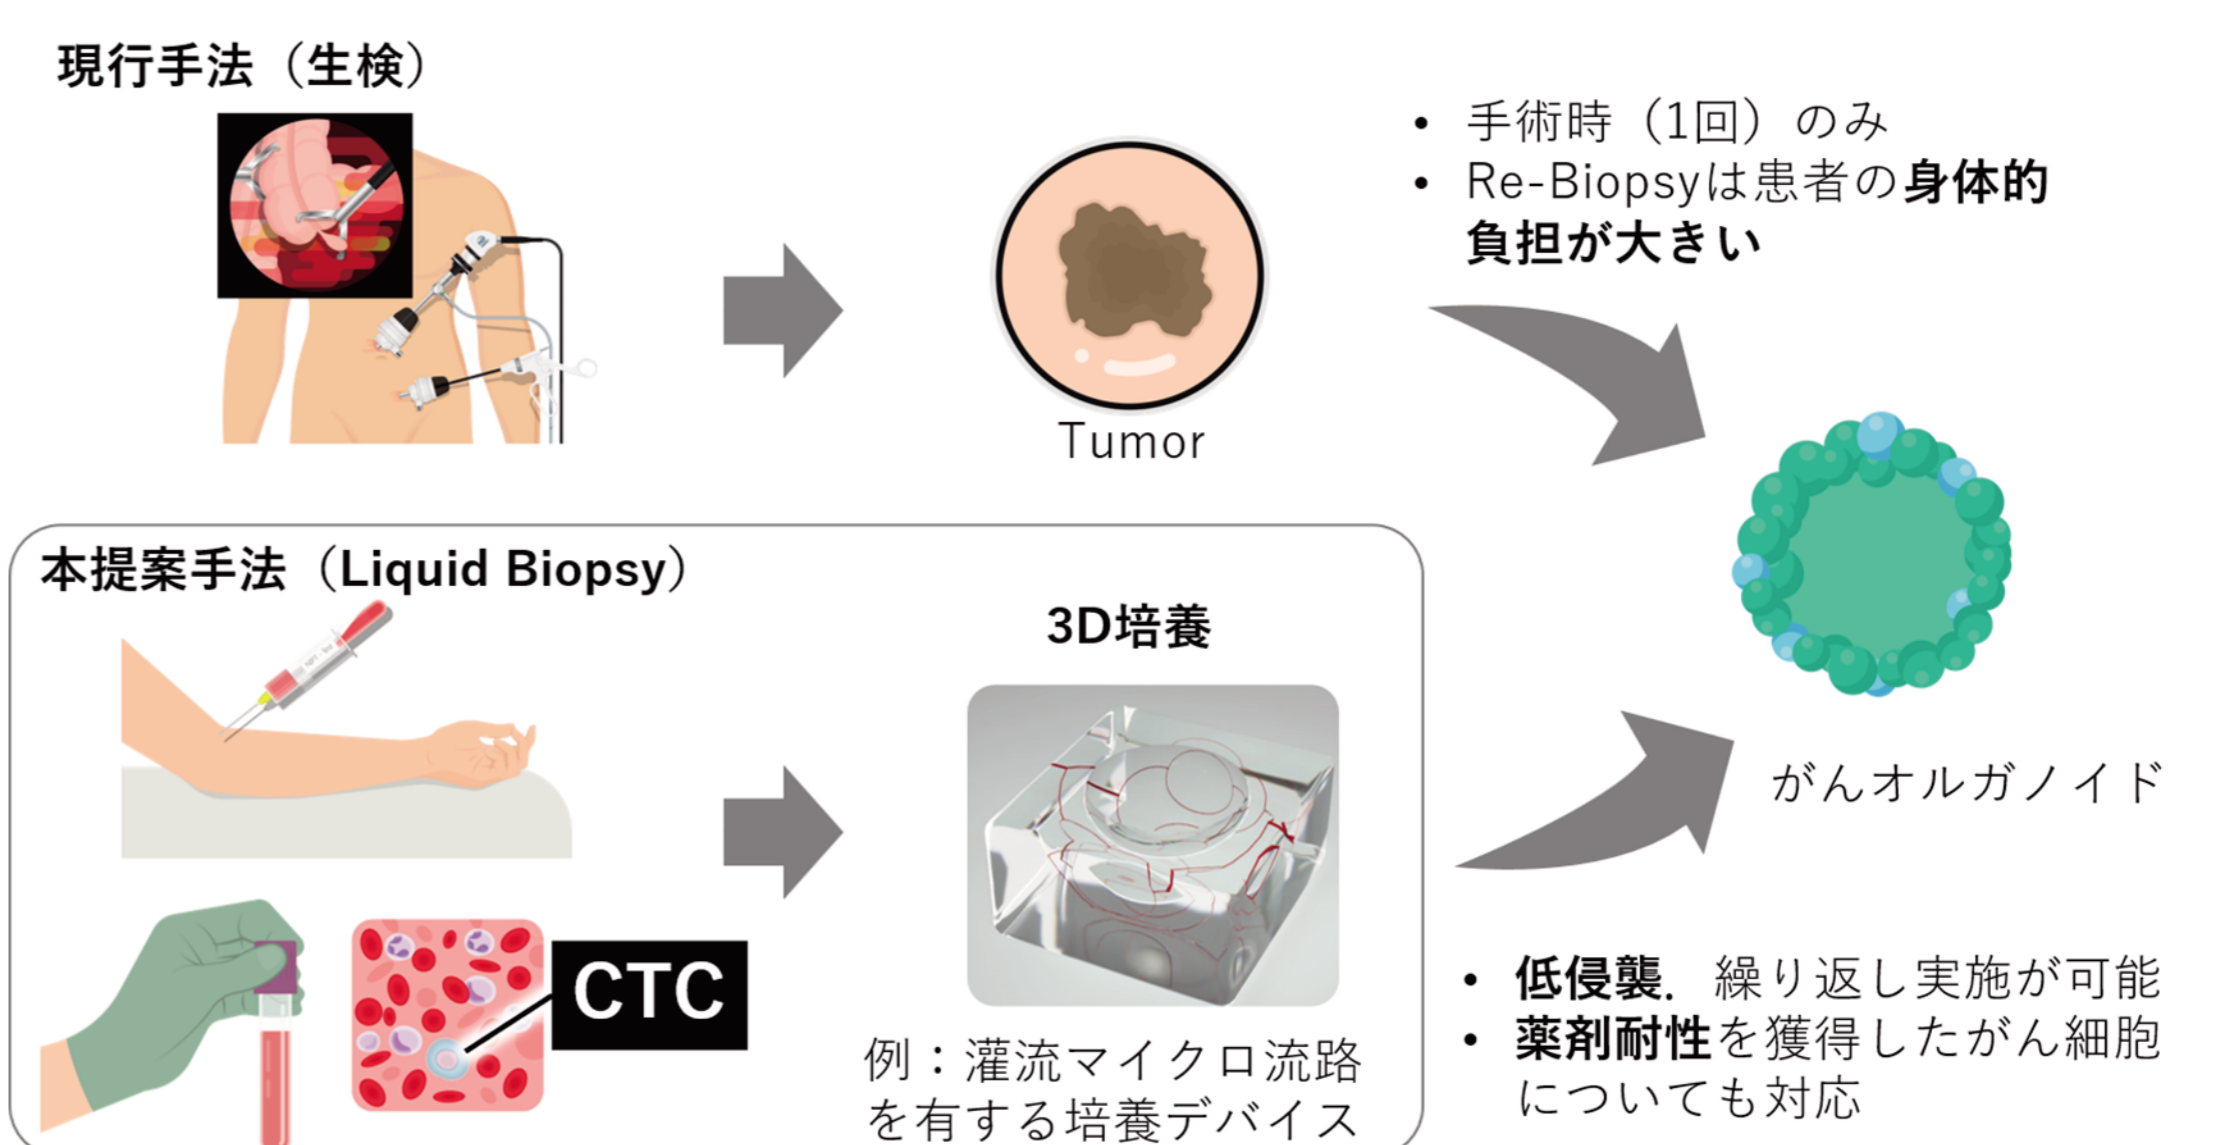 現行手法（生検）
Tumor
• 手術時（1回）のみ
• Re-Biopsyは患者の身体的
負担が大きい
本提案手法（Liquid Biopsy）
CTC
3D培養
例：灌流マイクロ流路
を有する培養デバイス
がんオルガノイド
• 低侵襲．繰り返し実施が可能
• 薬剤耐性を獲得したがん細胞
についても対応